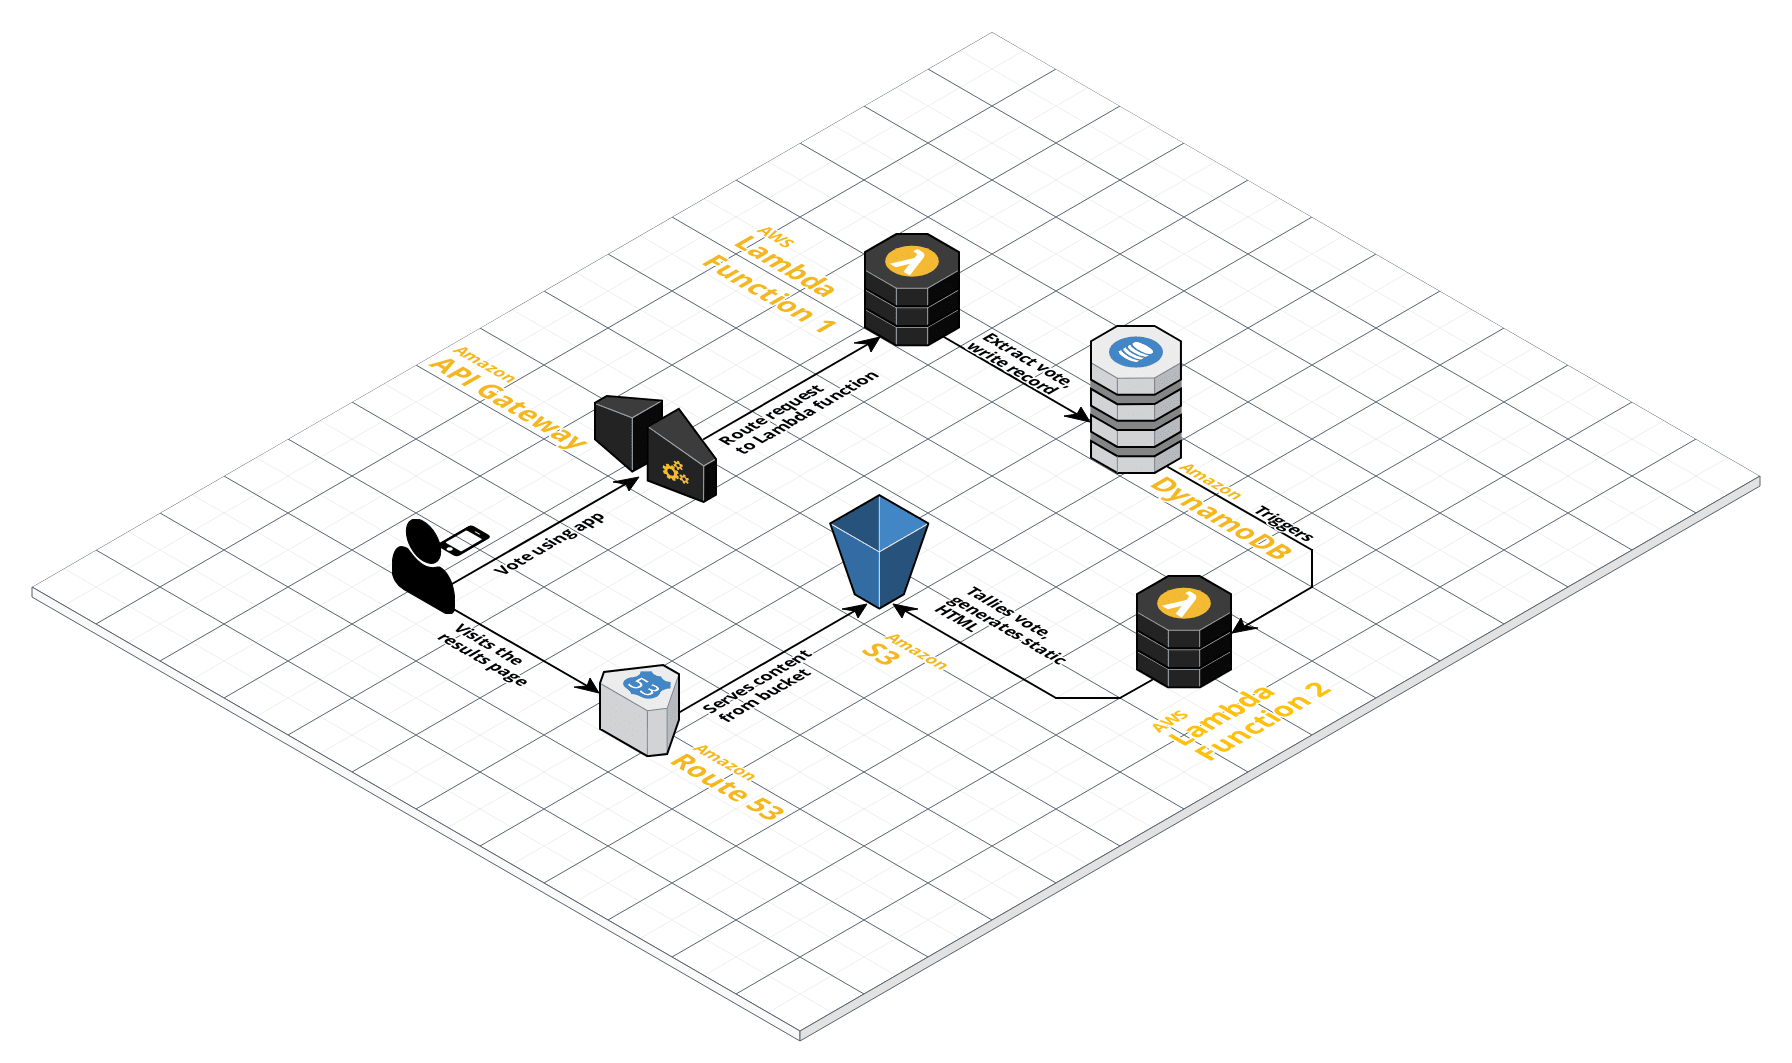 AWS
Lambda
Function 1
Extract vote,
write record
Amazon
API Gateway
Route request
to Lambda function
Amazon
DynamoDB
Triggers
Vote using app
Tallies vote,
generates static
HTML
Visits the
results page
53
Serves content
from bucket
Amazon
S3
AWS
Lambda
Function 2
Amazon
Route 53